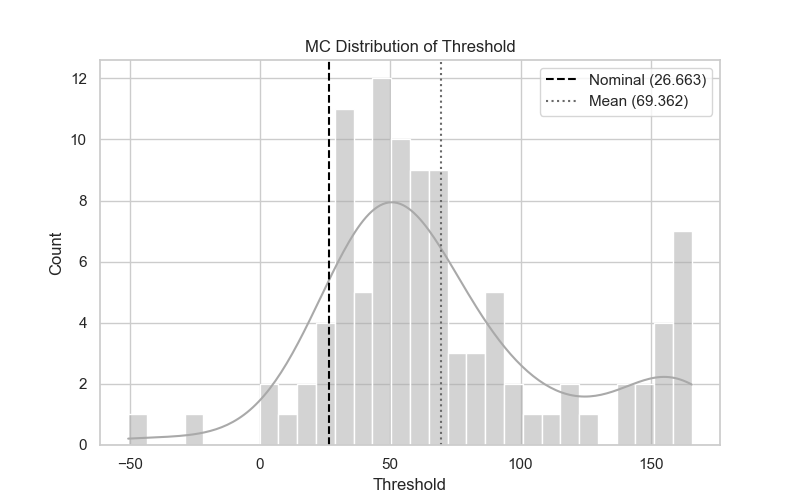 MC Distribution of Threshold
Nominal (26.663)
Mean (69.362)
12
10
8
6
4
2
0
Count
−50
0
50
100
150
Threshold